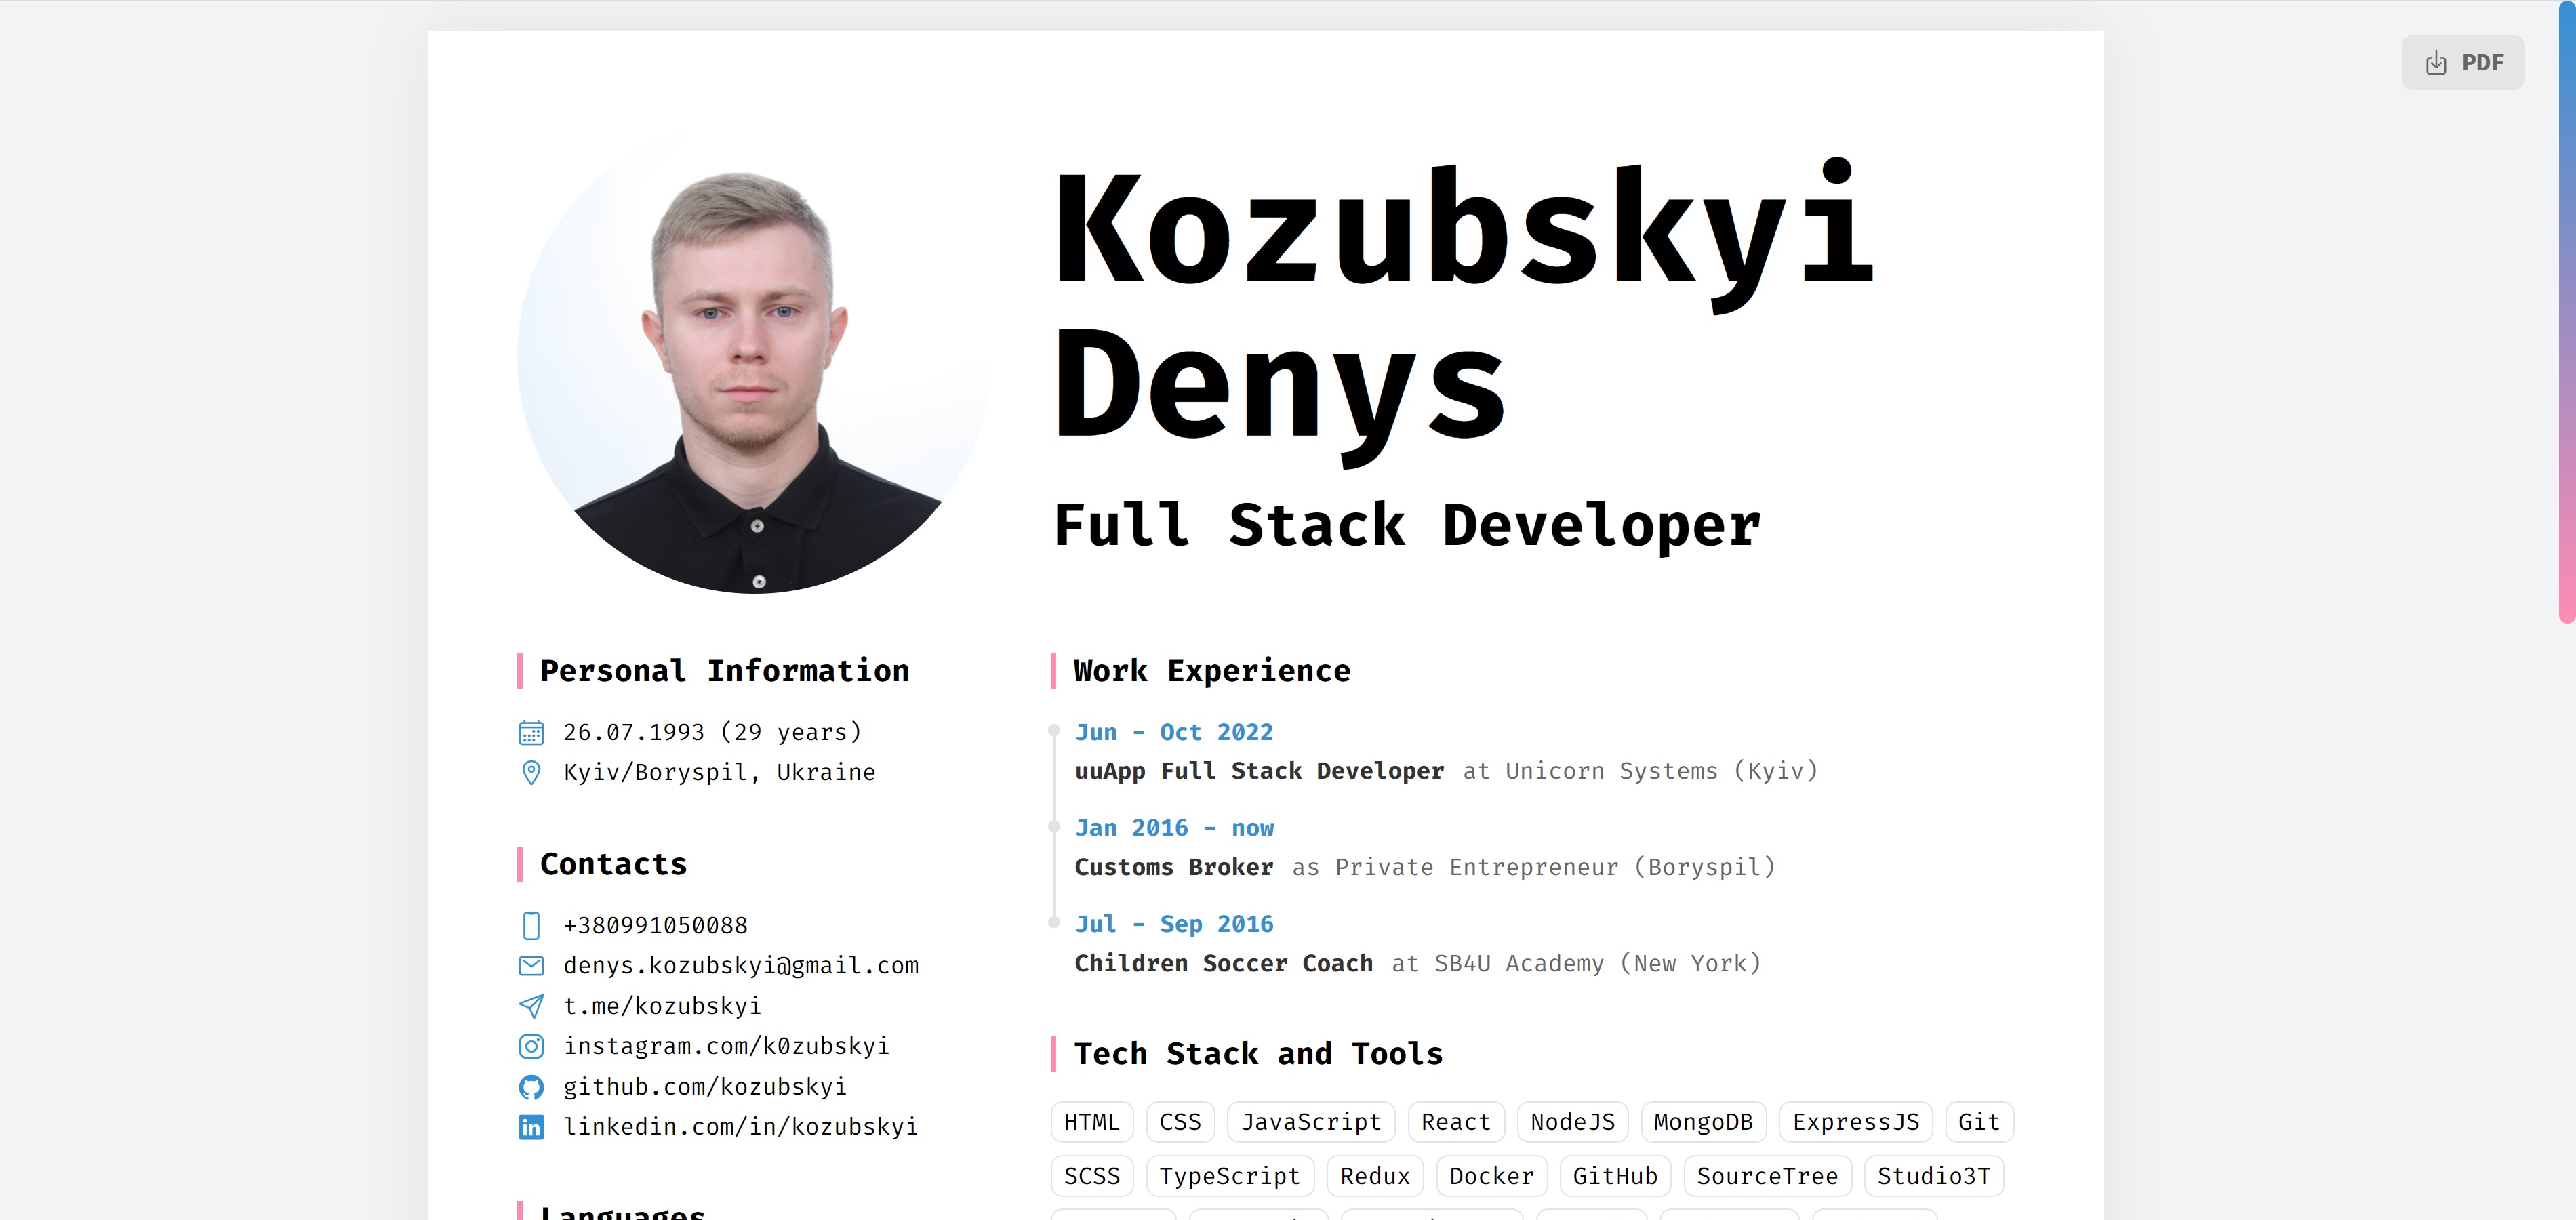 PDF
Kozubskyi
Denys
Full Stack Developer
Personal Information
26.07.1993 (29 years)
Kyiv/Boryspil, Ukraine
Contacts
+380991050088
denys.kozubskyi@gmail.com
t.me/kozubskyi
instagram.com/k0zubskyi
github.com/kozubskyi
linkedin.com/in/kozubskyi
Languages
Work Experience
Jun - Oct 2022
uuApp Full Stack Developer at Unicorn Systems (Kyiv)
Jan 2016 - now
Customs Broker as Private Entrepreneur (Boryspil)
Jul - Sep 2016
Children Soccer Coach at SB4U Academy (New York)
Tech Stack and Tools
HTML CSS JavaScript React NodeJS MongoDB ExpressJS Git
SCSS TypeScript Redux Docker GitHub SourceTree Studio3T